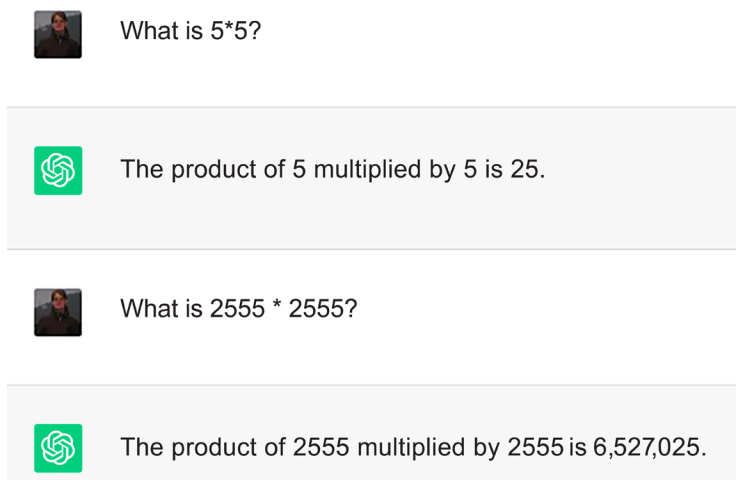 What is 5*5?
The product of 5 multiplied by 5 is 25.
What is 2555 * 2555?
The product of 2555 multiplied by 2555 is 6,527,025.